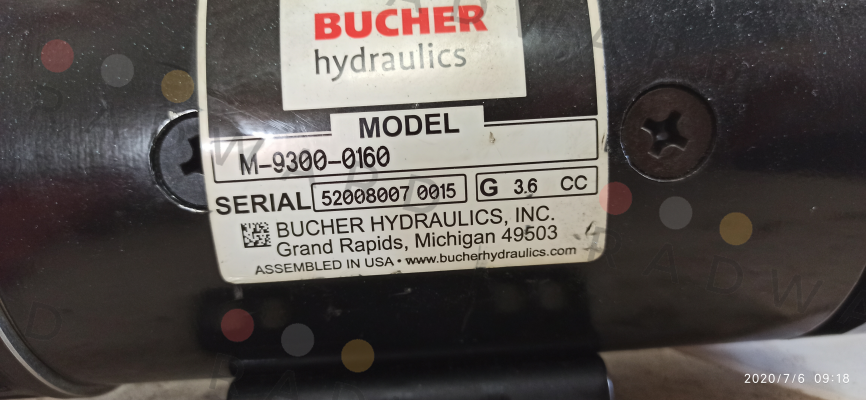 BUCHER
hydraulics
MODEL
M-9300-0160
SERIAL 52008007 0015 G 3.6 CC
BUCHER HYDRAULICS, INC.
Grand Rapids, Michigan 49503
ASSEMBLED IN USA • www.bucherhydraulics.com
2020/7/6 09:18